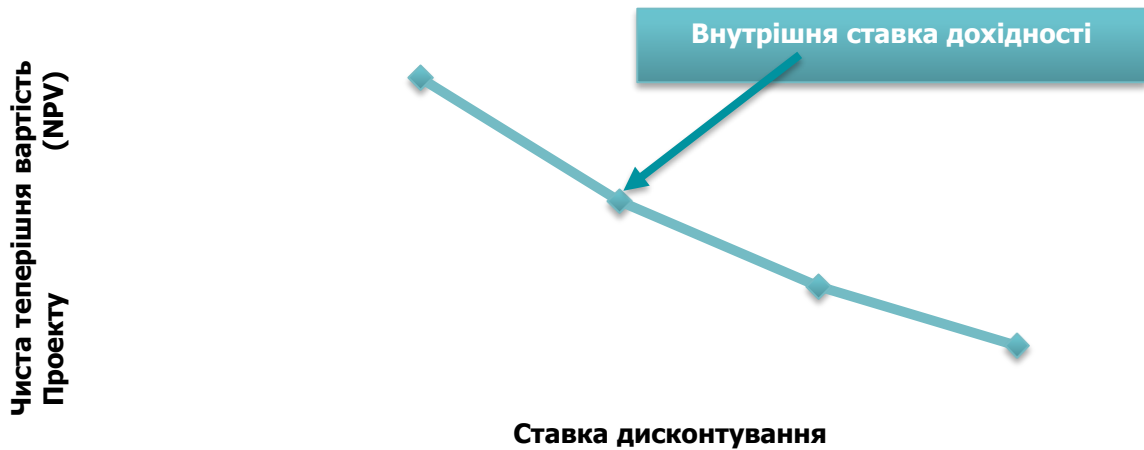 Внутрішня ставка дохідності
Чиста теперішня вартість
Проекту (NPV)
Ставка дисконтування